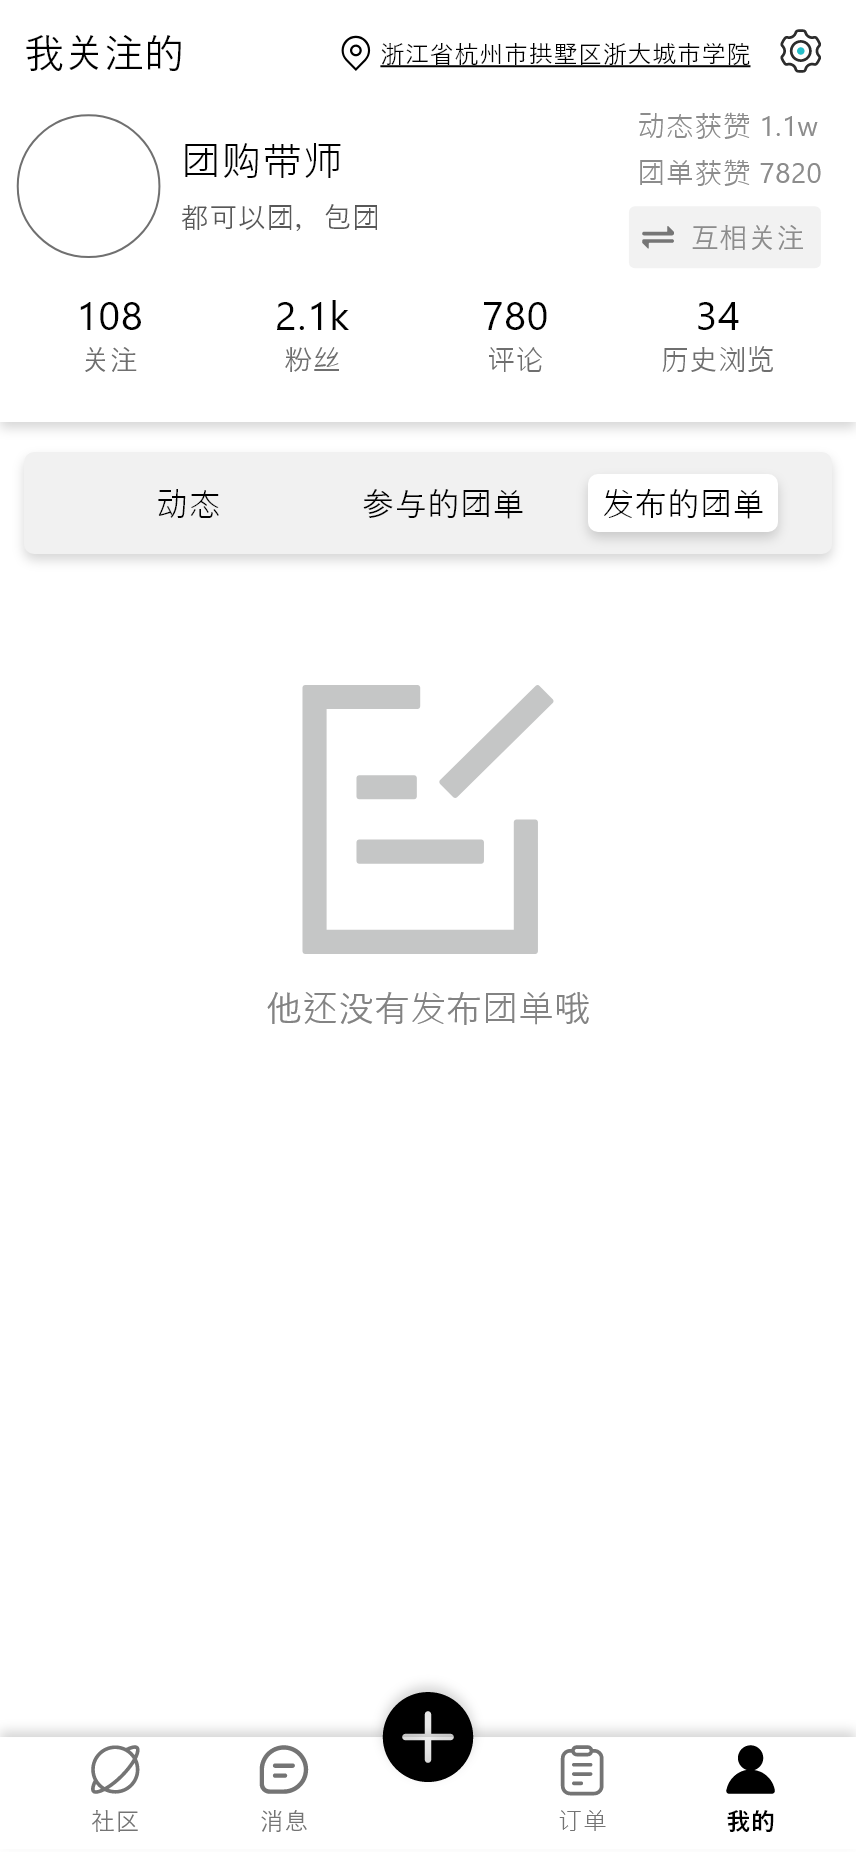 我关注的
浙江省杭州市拱墅区浙大城市学院
动态获赞 1.1w
团购带师
团单获赞 7820
都可以团，包团
互相关注
108 2.1k 780 34
关注 粉丝 评论 历史浏览
动态 参与的团单 发布的团单
他还没有发布团单哦
社区 消息 订单 我的